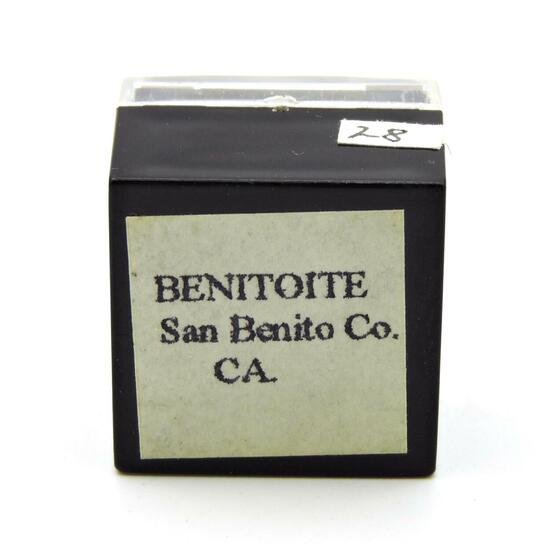 28
BENITOITE
San Benito Co.
CA.